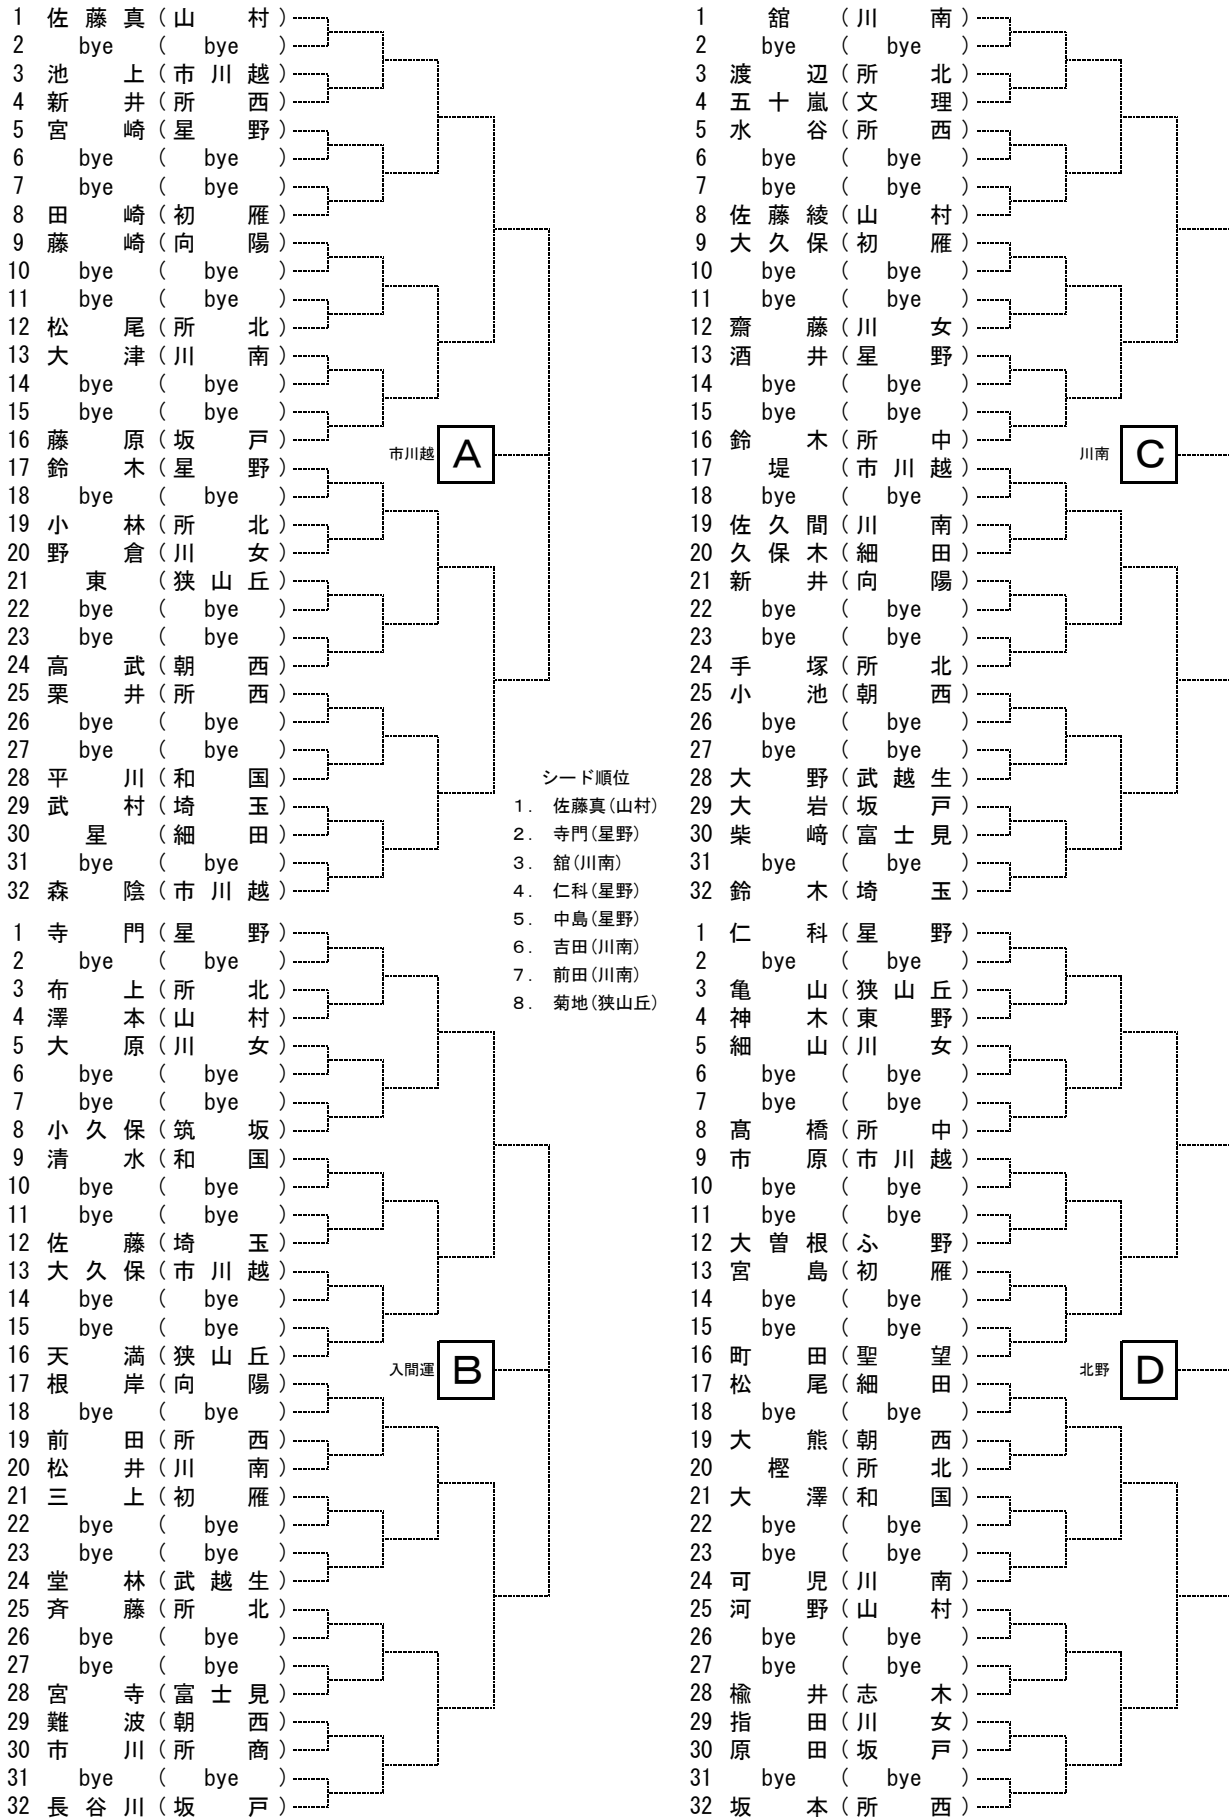 1 佐藤真(山村)
2 bye (bye)
3 池上(市川越)
4 新井(所西)
5 宮崎(星野)
6 bye (bye)
7 bye (bye)
8 田崎(初雁)
9 藤崎(向陽)
10 bye (bye)
11 bye (bye)
12 松尾(所北)
13 大津(川南)
14 bye (bye)
15 bye (bye)
16 藤原(坂戸)
17 鈴木(星野)
18 bye (bye)
19 小林(所北)
20 野倉(川女)
21 東(狭山丘)
22 bye (bye)
23 bye (bye)
24 高武(朝西)
25 栗井(所西)
26 bye (bye)
27 bye (bye)
28 平川(和国)
29 武村(埼玉)
30 星(細田)
31 bye (bye)
32 森陰(市川越)
市川越 A
1 寺門(星野)
2 bye (bye)
3 布上(所北)
4 澤本(山村)
5 大原(川女)
6 bye (bye)
7 bye (bye)
8 小久保(筑坂)
9 清水(和国)
10 bye (bye)
11 bye (bye)
12 佐藤(埼玉)
13 大久保(市川越)
14 bye (bye)
15 bye (bye)
16 天満(狭山丘)
17 根岸(向陽)
18 bye (bye)
19 前田(所西)
20 松井(川南)
21 三上(初雁)
22 bye (bye)
23 bye (bye)
24 堂林(武越生)
25 斉藤(所北)
26 bye (bye)
27 bye (bye)
28 宮寺(富士見)
29 難波(朝西)
30 市川(所商)
31 bye (bye)
32 長谷川(坂戸)
入間運 B
シード順位
1. 佐藤真(山村)
2. 寺門(星野)
3. 舘(川南)
4. 仁科(星野)
5. 中島(星野)
6. 吉田(川南)
7. 前田(川南)
8. 菊地(狭山丘)
1 舘(川南)
2 bye (bye)
3 渡辺(所北)
4 五十嵐(文理)
5 水谷(所西)
6 bye (bye)
7 bye (bye)
8 佐藤綾(山村)
9 大久保(初雁)
10 bye (bye)
11 bye (bye)
12 齋藤(川女)
13 酒井(星野)
14 bye (bye)
15 bye (bye)
16 鈴木(所中)
17 堤(市川越)
18 bye (bye)
19 佐久間(川南)
20 久保木(細田)
21 新井(向陽)
22 bye (bye)
23 bye (bye)
24 手塚(所北)
25 小池(朝西)
26 bye (bye)
27 bye (bye)
28 大野(武越生)
29 大岩(坂戸)
30 柴﨑(富士見)
31 bye (bye)
32 鈴木(埼玉)
川南 C
1 仁科(星野)
2 bye (bye)
3 亀山(狭山丘)
4 神木(東野)
5 細山(川女)
6 bye (bye)
7 bye (bye)
8 髙橋(所中)
9 市原(市川越)
10 bye (bye)
11 bye (bye)
12 大曽根(ふ野)
13 宮島(初雁)
14 bye (bye)
15 bye (bye)
16 町田(聖望)
17 松尾(細田)
18 bye (bye)
19 大熊(朝西)
20 樫(所北)
21 大澤(和国)
22 bye (bye)
23 bye (bye)
24 可児(川南)
25 河野(山村)
26 bye (bye)
27 bye (bye)
28 楡井(志木)
29 指田(川女)
30 原田(坂戸)
31 bye (bye)
32 坂本(所西)
北野 D